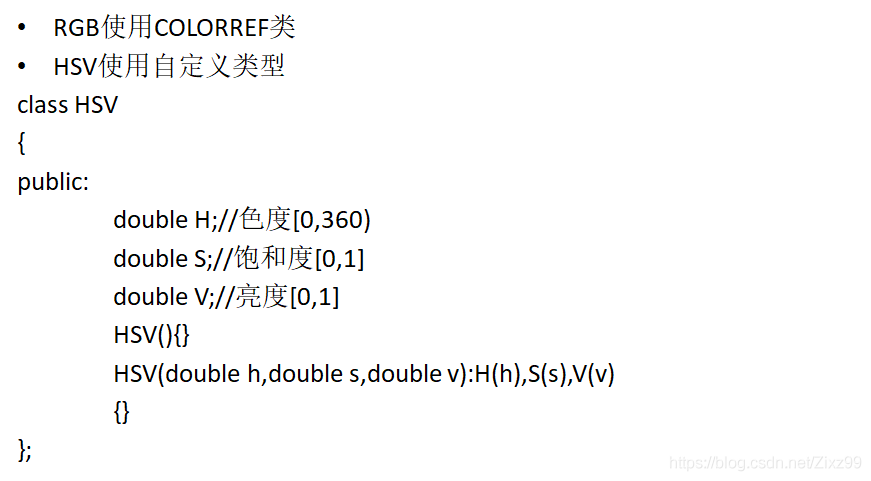 • RGB使用COLORREF类
• HSV使用自定义类型
class HSV
{
public:
double H;//色度[0,360)
double S;//饱和度[0,1]
double V;//亮度[0,1]
HSV(){}
HSV(double h,double s,double v):H(h),S(s),V(v)
{}
};
https://blog.csdn.net/Zixz99